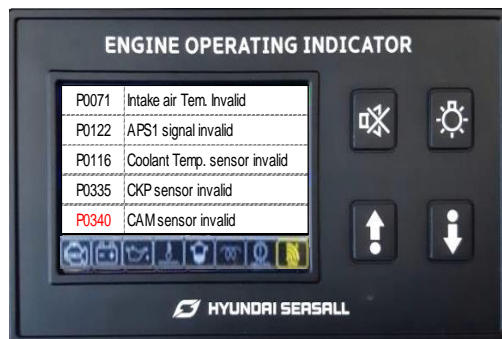 ENGINE OPERATING INDICATOR
P0071 Intake air Tem. Invalid
P0122 APS1 signal invalid
P0116 Coolant Temp. sensor invalid
P0335 CKP sensor invalid
P0340 CAM sensor invalid
HYUNDAI SEASALL